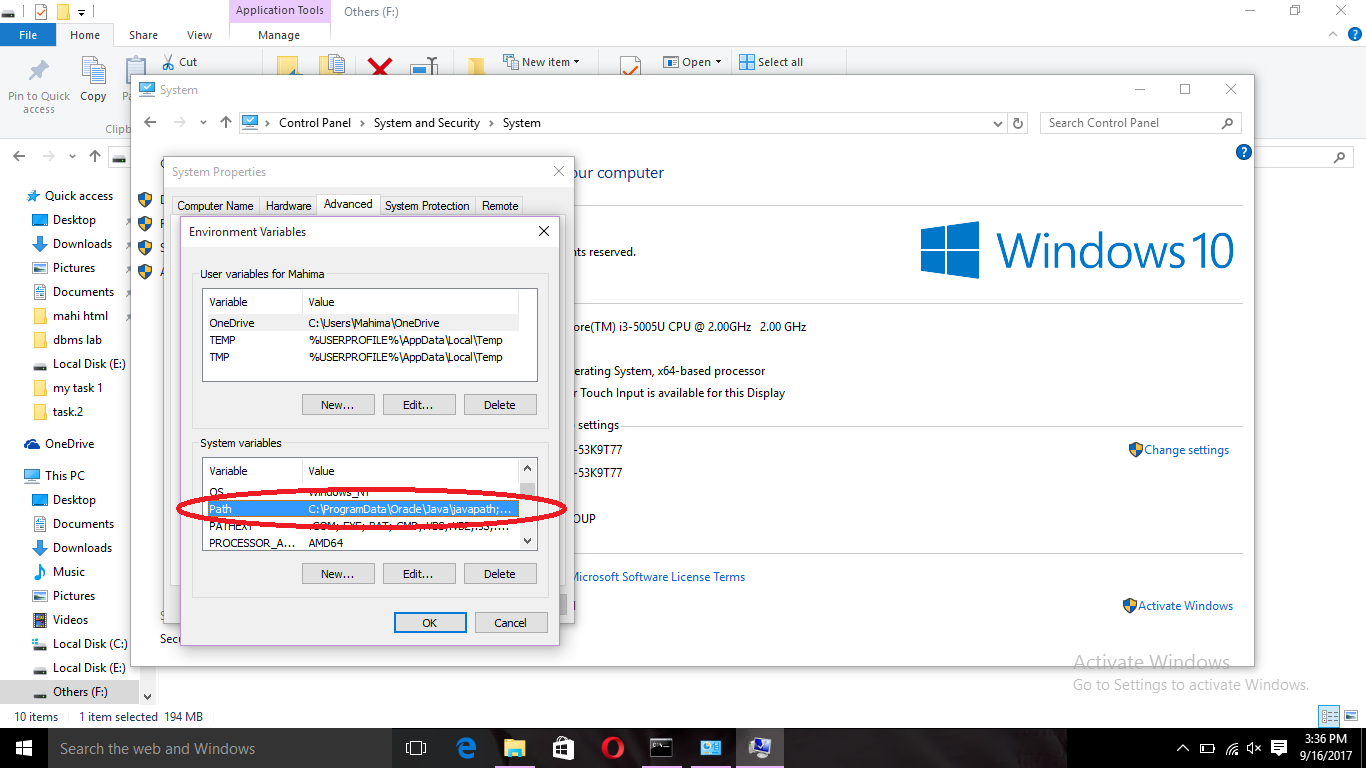 Application Tools Others (F:)
File Home Share View Manage
Cut
New item Open Select all
Pin to Quick access
Copy
Clipb
System
Control Panel System and Security System
Search Control Panel
System Properties
our computer
Computer Name Hardware Advanced System Protection Remote
Environment Variables
nts reserved.
Windows 10
User variables for Mahima
Variable Value
OneDrive C:\Users\Mahima\OneDrive
TEMP %USERPROFILE%\AppData\Local\Temp
TMP %USERPROFILE%\AppData\Local\Temp
New... Edit... Delete
ore(TM) i3-5005U CPU @ 2.00GHz 2.00 GHz
erating System, x64-based processor
r Touch Input is available for this Display
settings
-53K9T77
-53K9T77
Change settings
System variables
Variable Value
OS Windows_NT
Path C:\ProgramData\Oracle\Java\javapath;...
PATHEXT
PROCESSOR_A... AMD64
New... Edit... Delete
OUP
Microsoft Software License Terms
Activate Windows
OK Cancel
Secu
Quick access
Desktop
Downloads
Pictures
Documents
mahi html
dbms lab
Local Disk (E:)
my task 1
task.2
OneDrive
This PC
Desktop
Documents
Downloads
Music
Pictures
Videos
Local Disk (C:)
Local Disk (E:)
Others (F:)
Activate Windows
Go to Settings to activate Windows.
10 items 1 item selected 194 MB
Search the web and Windows
3:36 PM
9/16/2017